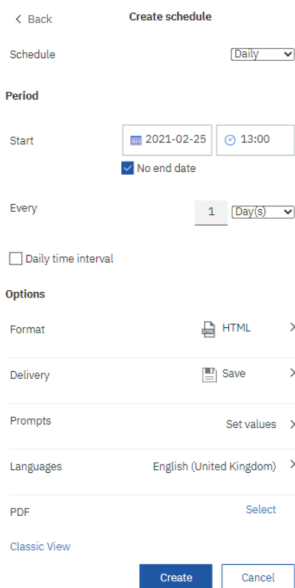 Back
Create schedule
Schedule
Daily
Period
Start
2021-02-25
13:00
No end date
Every
1
Day(s)
Daily time interval
Options
Format
HTML
Delivery
Save
Prompts
Set values
Languages
English (United Kingdom)
PDF
Select
Classic View
Create
Cancel